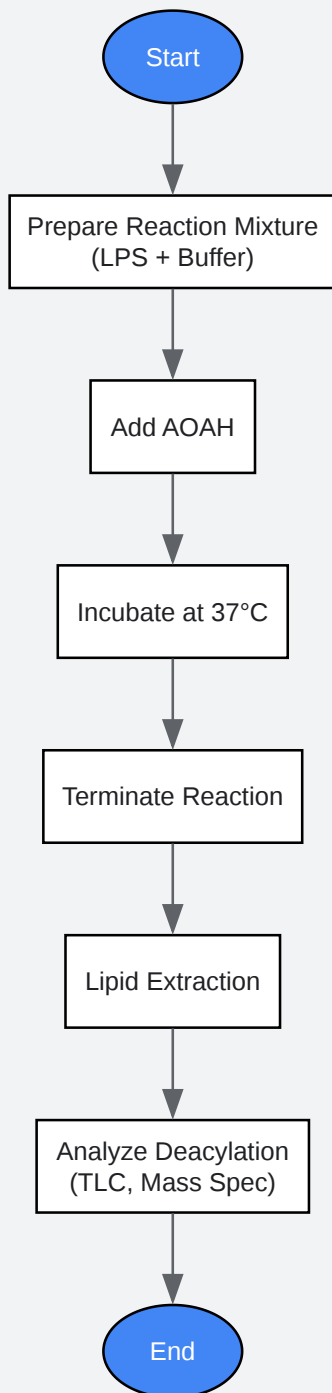 Start
Prepare Reaction Mixture
(LPS + Buffer)
Add AOAH
Incubate at 37°C
Terminate Reaction
Lipid Extraction
Analyze Deacylation
(TLC, Mass Spec)
End